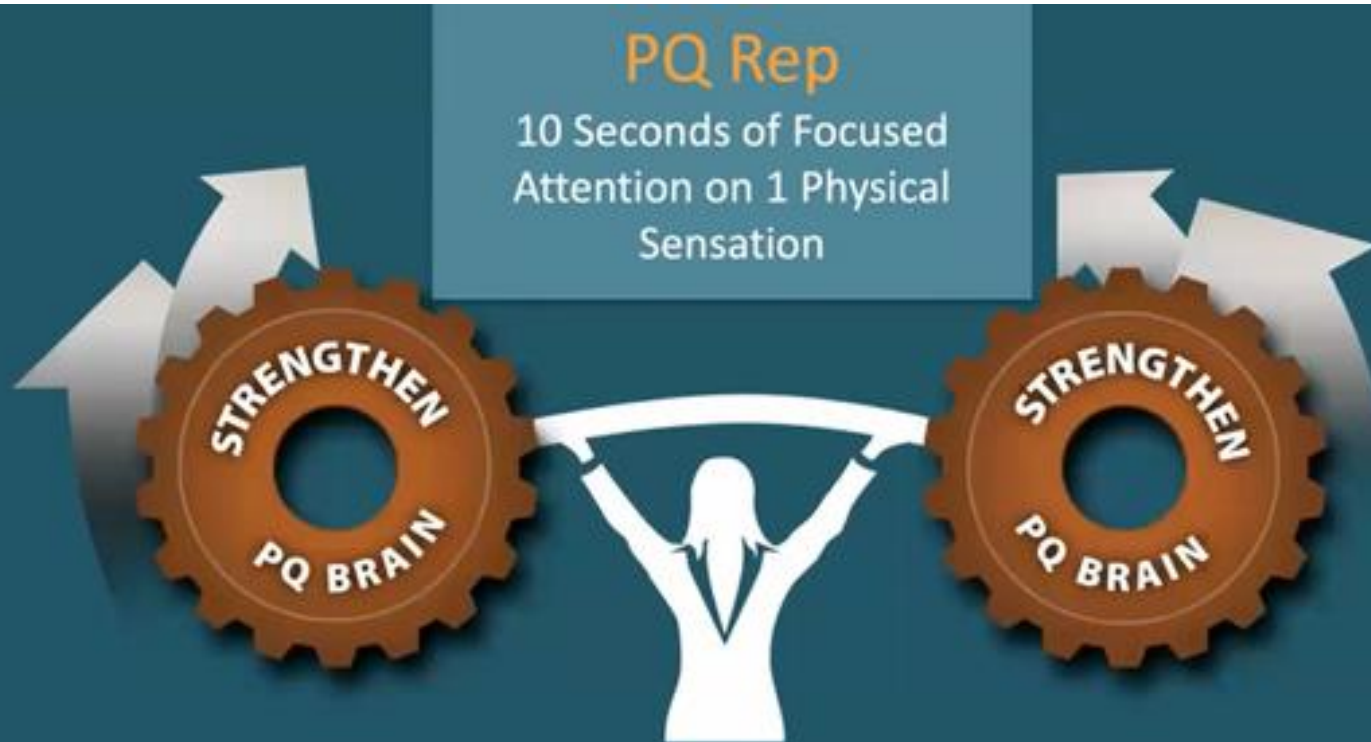 PQ Rep
10 Seconds of Focused
Attention on 1 Physical
Sensation
STRENGTHEN
PQ BRAIN
STRENGTHEN
PQ BRAIN